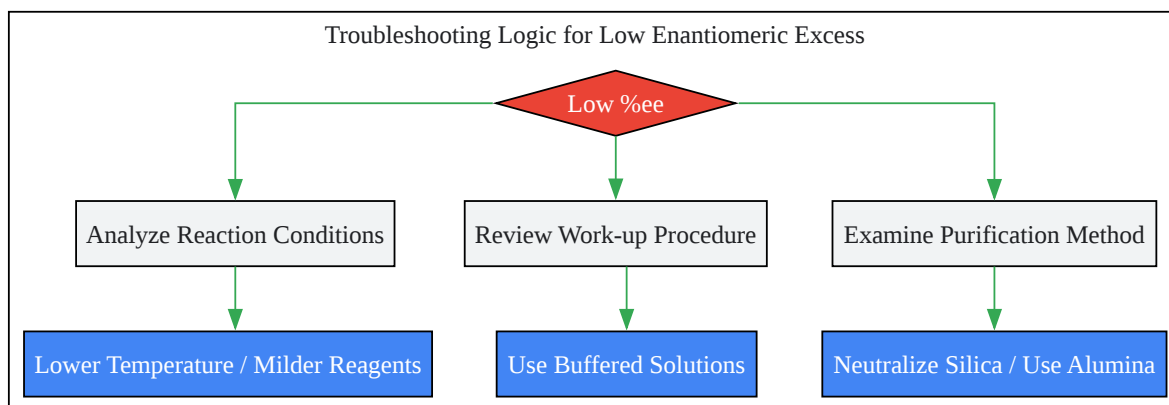 Troubleshooting Logic for Low Enantiomeric Excess
Low %ee
Analyze Reaction Conditions
Review Work-up Procedure
Examine Purification Method
Lower Temperature / Milder Reagents
Use Buffered Solutions
Neutralize Silica / Use Alumina